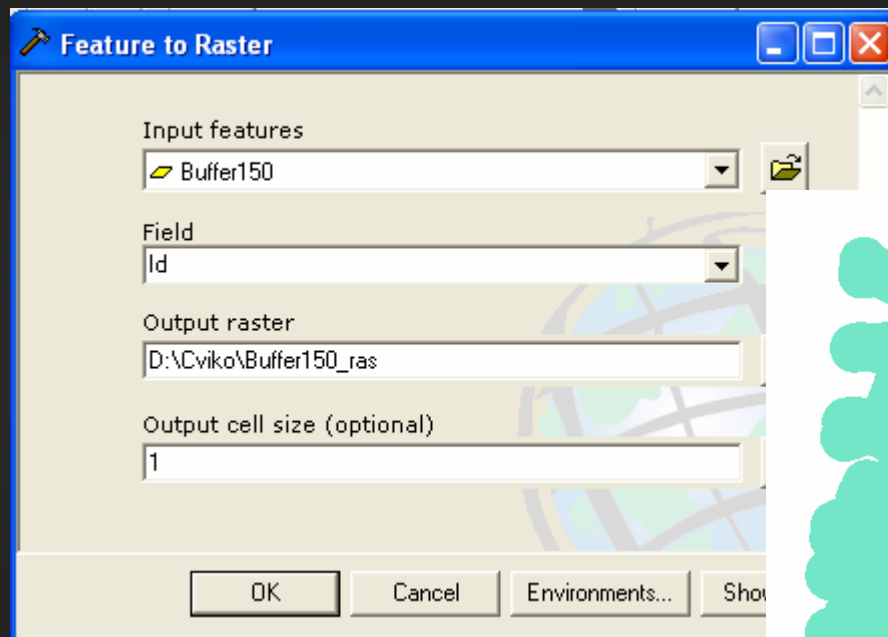 Feature to Raster
Input features
Buffer150
Field
Id
Output raster
D:\Cviko\Buffer150_ras
Output cell size (optional)
1
OK Cancel Environments...